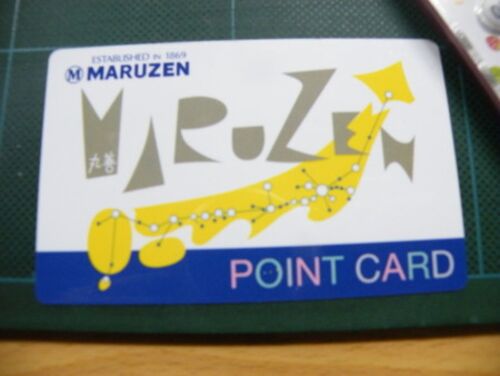 ESTABLISHED IN 1869
M MARUZEN
MARUZEN
丸善
POINT CARD